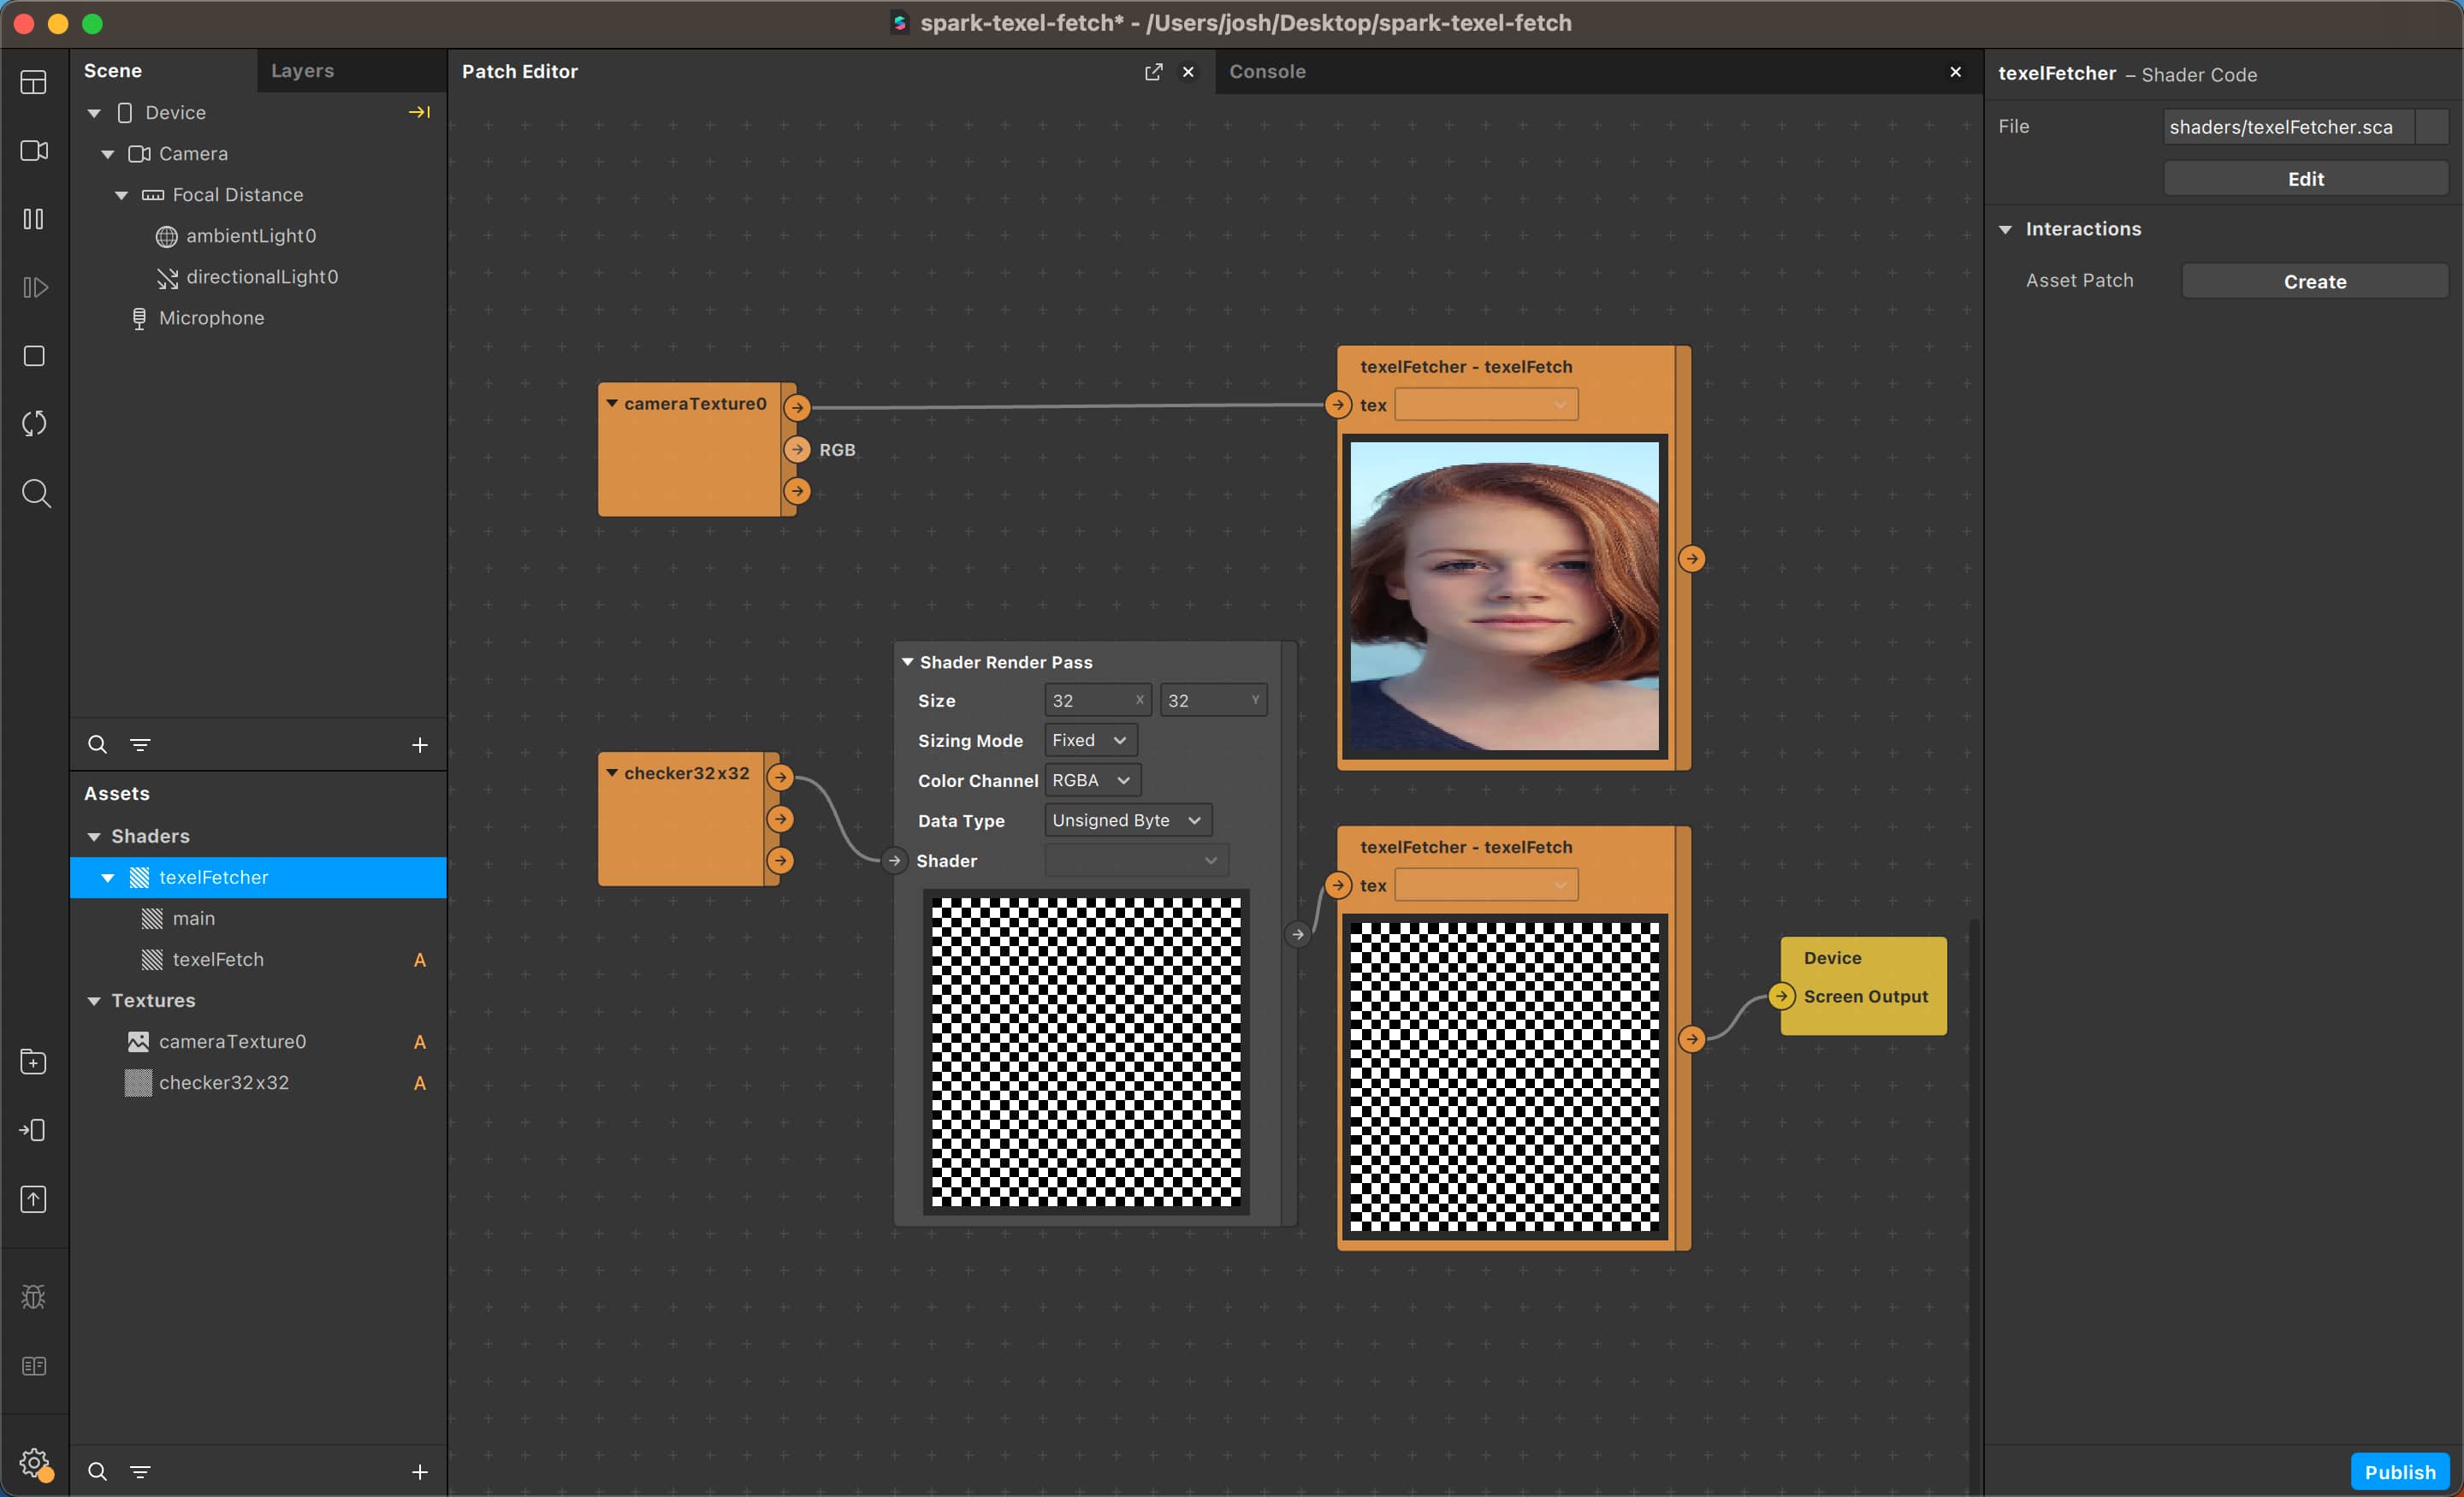 spark-texel-fetch* - /Users/josh/Desktop/spark-texel-fetch
Scene
Layers
Device
Camera
Focal Distance
ambientLight0
directionalLight0
Microphone
Assets
Shaders
texelFetcher
main
texelFetch A
Textures
cameraTexture0 A
checker32x32 A
Patch Editor
Console
cameraTexture0
RGB
checker32x32
Shader Render Pass
Size 32 X 32 Y
Sizing Mode Fixed
Color Channel RGBA
Data Type Unsigned Byte
Shader
texelFetcher - texelFetch
tex
texelFetcher - texelFetch
tex
Device
Screen Output
texelFetcher – Shader Code
File shaders/texelFetcher.sca
Edit
Interactions
Asset Patch Create
Publish